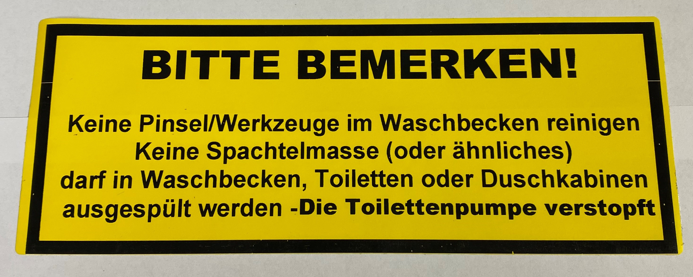 BITTE BEMERKEN!
Keine Pinsel/Werkzeuge im Waschbecken reinigen
Keine Spachtelmasse (oder ähnliches)
darf in Waschbecken, Toiletten oder Duschkabinen
ausgespült werden -Die Toilettenpumpe verstopft